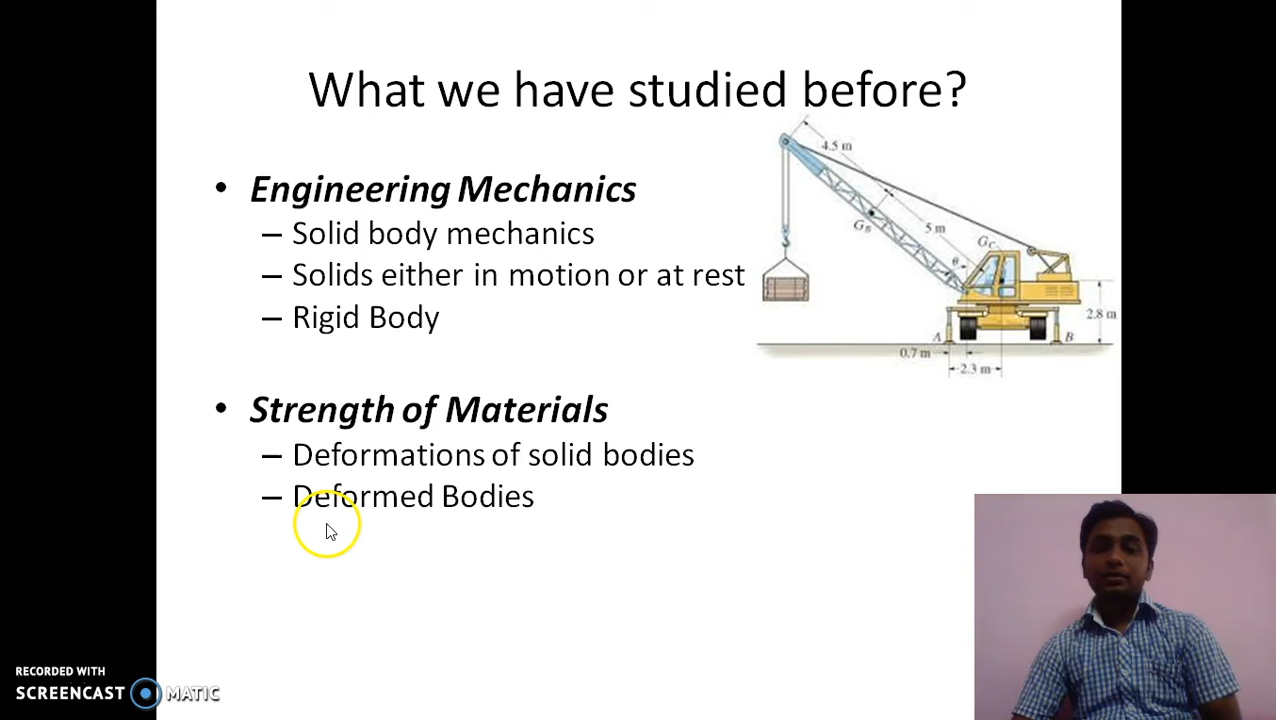 What we have studied before?
• Engineering Mechanics
– Solid body mechanics
– Solids either in motion or at rest
– Rigid Body
• Strength of Materials
– Deformations of solid bodies
– Deformed Bodies
4.5 m
GB
5 m
GC
θ
2.8 m
A
B
0.7 m
2.3 m
RECORDED WITH
SCREENCAST MATIC